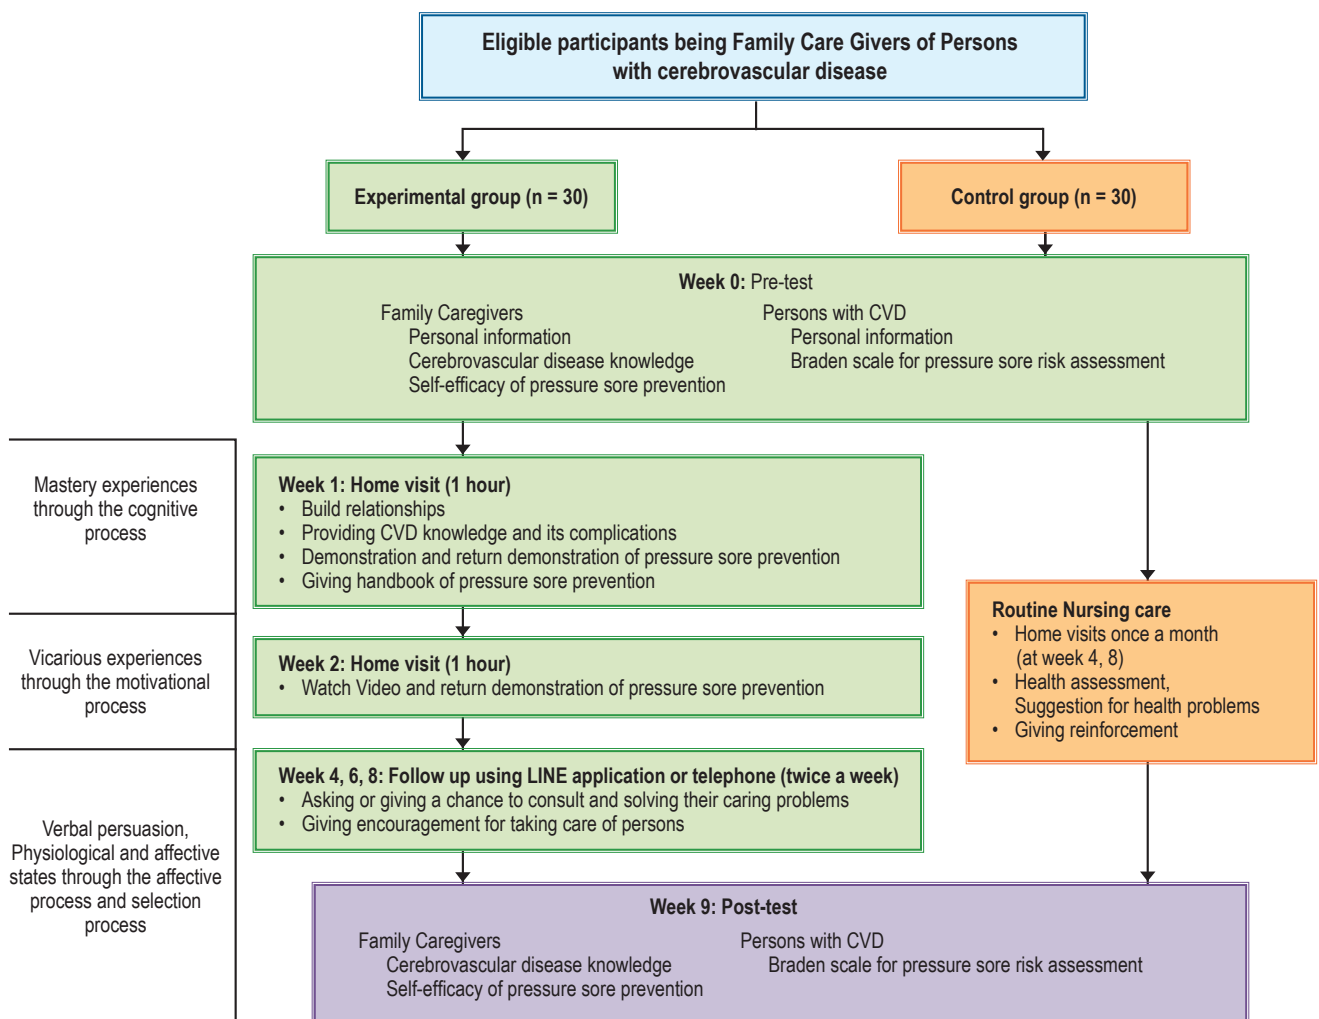 Eligible participants being Family Care Givers of Persons
with cerebrovascular disease
Experimental group (n = 30)
Control group (n = 30)
Week 0: Pre-test
Family Caregivers
Personal information
Cerebrovascular disease knowledge
Self-efficacy of pressure sore prevention
Persons with CVD
Personal information
Braden scale for pressure sore risk assessment
Mastery experiences
through the cognitive
process
Week 1: Home visit (1 hour)
• Build relationships
• Providing CVD knowledge and its complications
• Demonstration and return demonstration of pressure sore prevention
• Giving handbook of pressure sore prevention
Vicarious experiences
through the motivational
process
Week 2: Home visit (1 hour)
• Watch Video and return demonstration of pressure sore prevention
Routine Nursing care
• Home visits once a month
(at week 4, 8)
• Health assessment,
Suggestion for health problems
• Giving reinforcement
Verbal persuasion,
Physiological and affective
states through the affective
process and selection
process
Week 4, 6, 8: Follow up using LINE application or telephone (twice a week)
• Asking or giving a chance to consult and solving their caring problems
• Giving encouragement for taking care of persons
Week 9: Post-test
Family Caregivers
Cerebrovascular disease knowledge
Self-efficacy of pressure sore prevention
Persons with CVD
Braden scale for pressure sore risk assessment